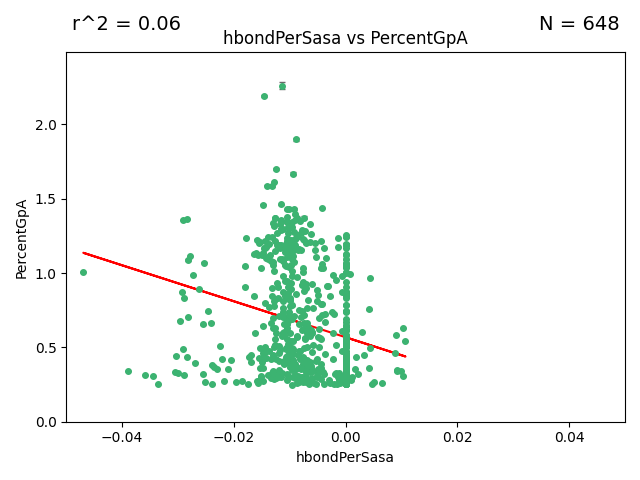 r^2 = 0.06
N = 648
hbondPerSasa vs PercentGpA
PercentGpA
2.0
1.5
1.0
0.5
0.0
−0.04
−0.02
0.00
0.02
0.04
hbondPerSasa